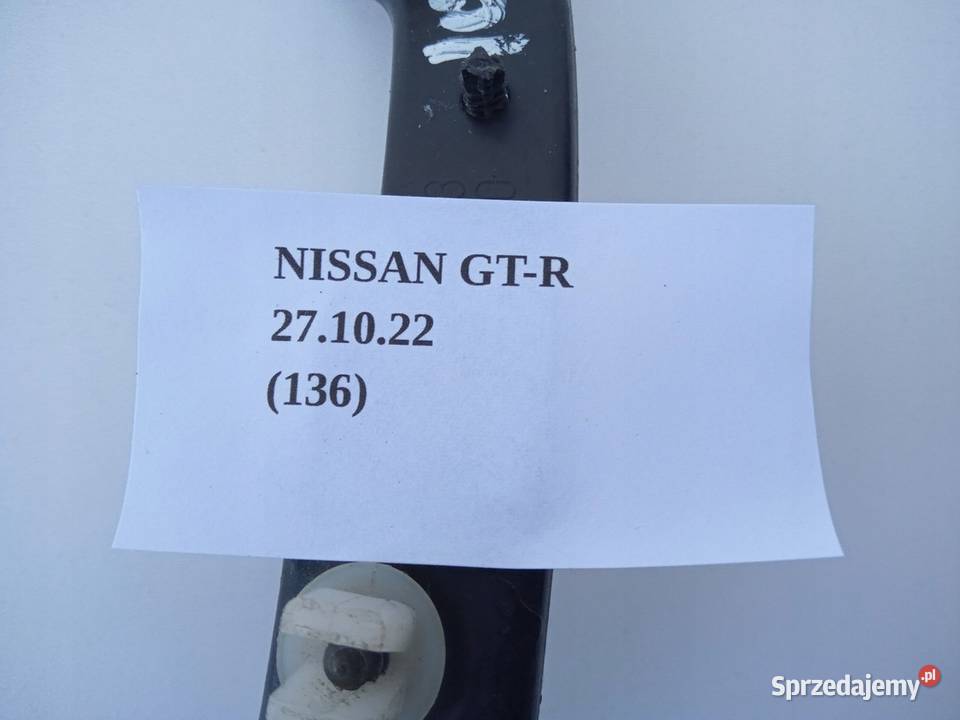 NISSAN GT-R
27.10.22
(136)
Sprzedajemy.pl